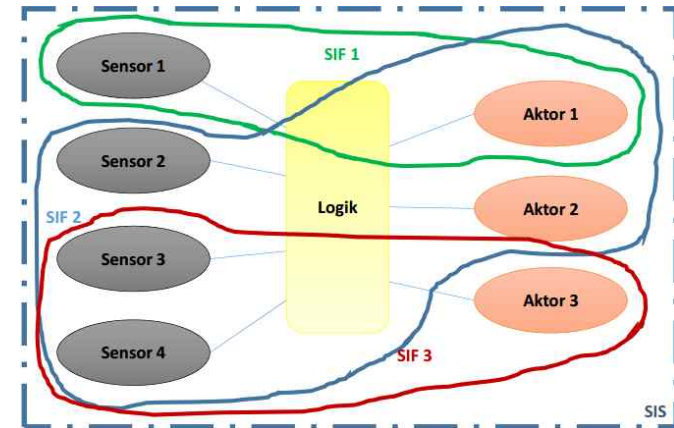 SIF 1
Sensor 1
Aktor 1
Sensor 2
Logik
Aktor 2
SIF 2
Sensor 3
Aktor 3
Sensor 4
SIF 3
SIS